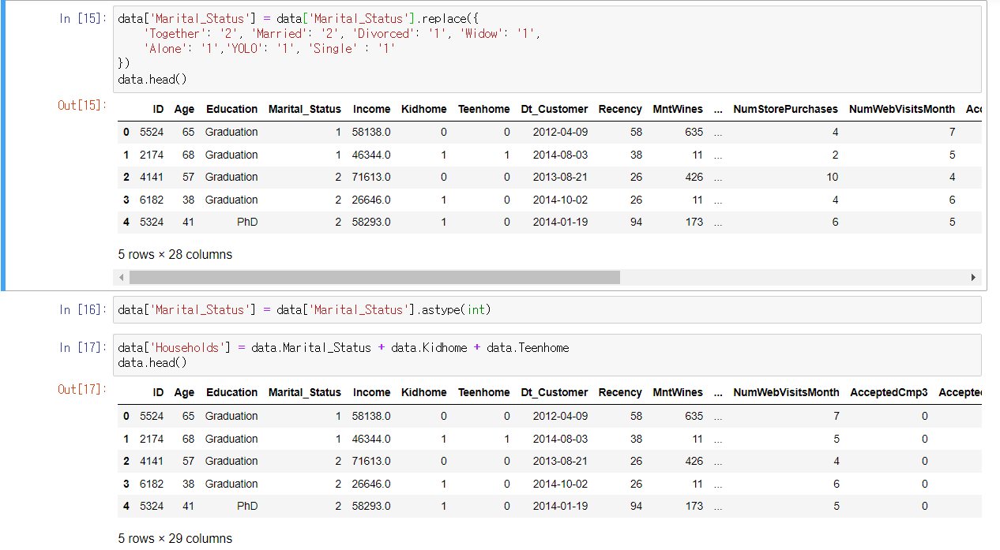 In [15]: data['Marital_Status'] = data['Marital_Status'].replace({
'Together': '2', 'Married': '2', 'Divorced': '1', 'Widow': '1',
'Alone': '1','YOLO': '1', 'Single' : '1'
})
data.head()
Out[15]:
ID Age Education Marital_Status Income Kidhome Teenhome Dt_Customer Recency MntWines ... NumStorePurchases NumWebVisitsMonth Acc
0 5524 65 Graduation 1 58138.0 0 0 2012-04-09 58 635 ... 4 7
1 2174 68 Graduation 1 46344.0 1 1 2014-08-03 38 11 ... 2 5
2 4141 57 Graduation 2 71613.0 0 0 2013-08-21 26 426 ... 10 4
3 6182 38 Graduation 2 26646.0 1 0 2014-10-02 26 11 ... 4 6
4 5324 41 PhD 2 58293.0 1 0 2014-01-19 94 173 ... 6 5
5 rows × 28 columns
In [16]: data['Marital_Status'] = data['Marital_Status'].astype(int)
In [17]: data['Households'] = data.Marital_Status + data.Kidhome + data.Teenhome
data.head()
Out[17]:
ID Age Education Marital_Status Income Kidhome Teenhome Dt_Customer Recency MntWines ... NumWebVisitsMonth AcceptedCmp3 Accepte
0 5524 65 Graduation 1 58138.0 0 0 2012-04-09 58 635 ... 7 0
1 2174 68 Graduation 1 46344.0 1 1 2014-08-03 38 11 ... 5 0
2 4141 57 Graduation 2 71613.0 0 0 2013-08-21 26 426 ... 4 0
3 6182 38 Graduation 2 26646.0 1 0 2014-10-02 26 11 ... 6 0
4 5324 41 PhD 2 58293.0 1 0 2014-01-19 94 173 ... 5 0
5 rows × 29 columns